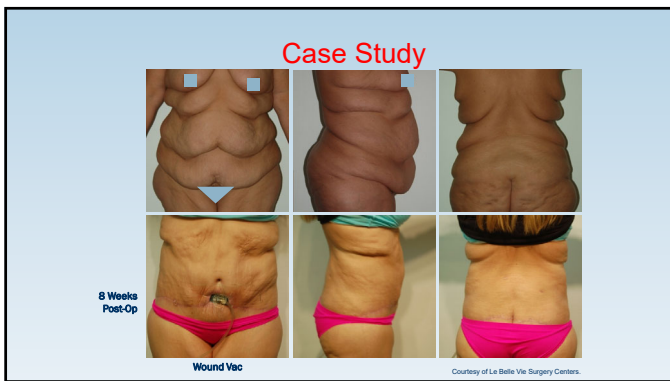 Case Study
8 Weeks
Post-Op
Wound Vac
Courtesy of Le Belle Vie Surgery Centers.